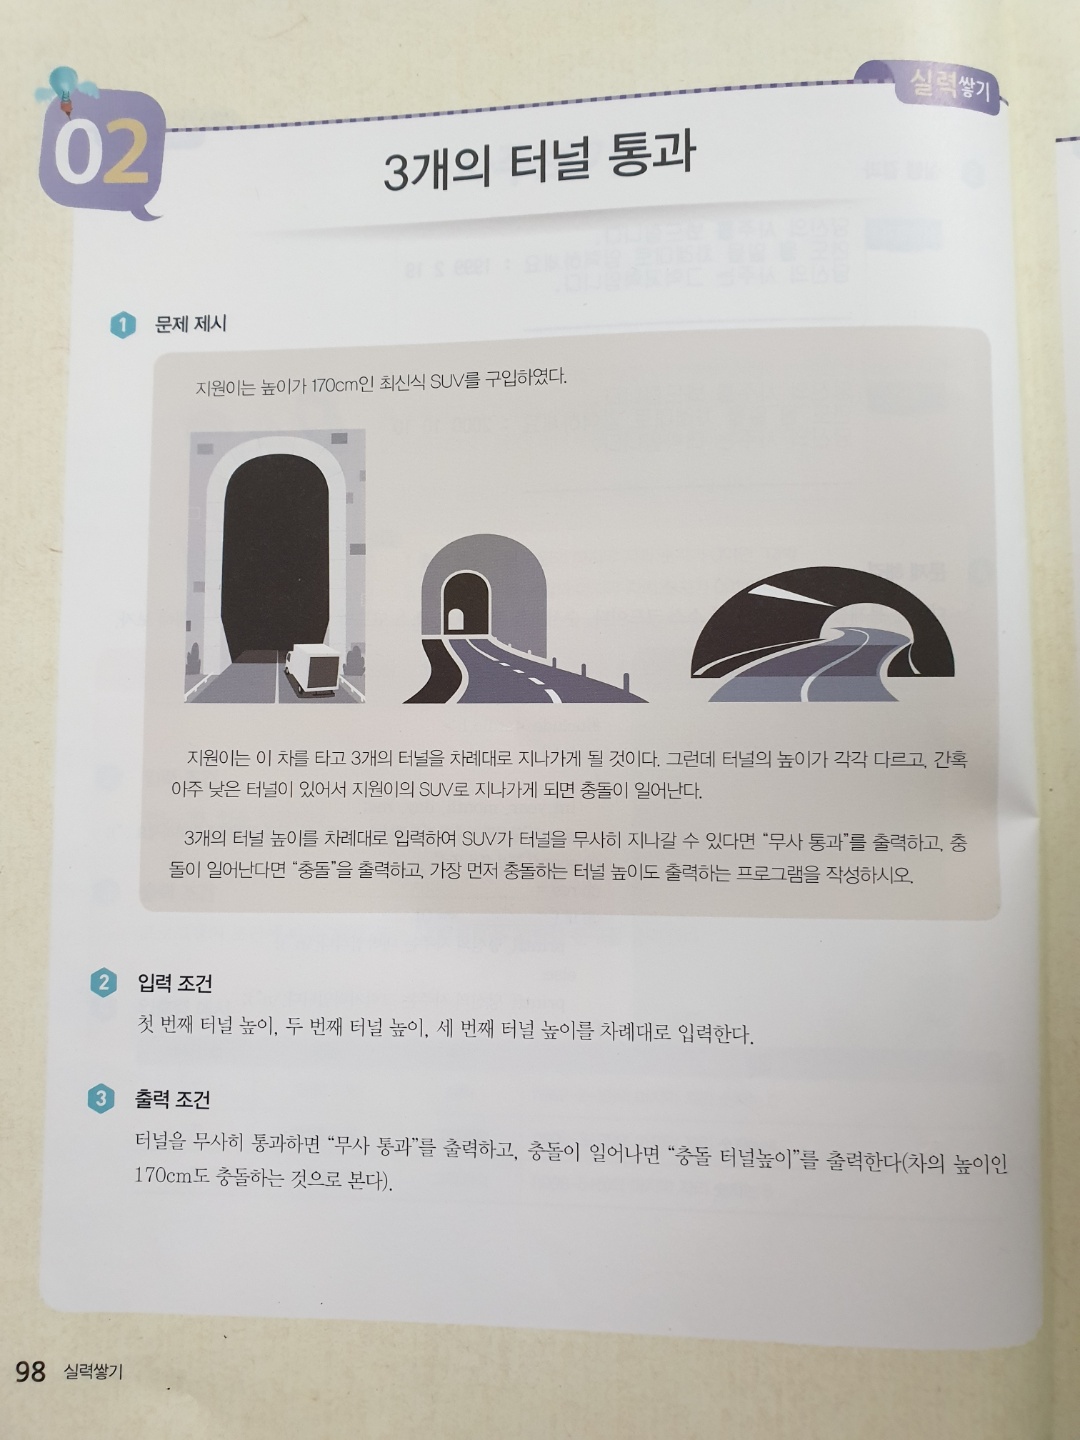 실력쌓기
02
3개의 터널 통과
1 문제 제시
지원이는 높이가 170cm인 최신식 SUV를 구입하였다.
지원이는 이 차를 타고 3개의 터널을 차례대로 지나가게 될 것이다. 그런데 터널의 높이가 각각 다르고, 간혹
아주 낮은 터널이 있어서 지원이의 SUV로 지나가게 되면 충돌이 일어난다.
3개의 터널 높이를 차례대로 입력하여 SUV가 터널을 무사히 지나갈 수 있다면 “무사 통과”를 출력하고, 충
돌이 일어난다면 “충돌”을 출력하고, 가장 먼저 충돌하는 터널 높이도 출력하는 프로그램을 작성하시오.
2 입력 조건
첫 번째 터널 높이, 두 번째 터널 높이, 세 번째 터널 높이를 차례대로 입력한다.
3 출력 조건
터널을 무사히 통과하면 “무사 통과”를 출력하고, 충돌이 일어나면 “충돌 터널높이”를 출력한다(차의 높이인
170cm도 충돌하는 것으로 본다).
98 실력쌓기